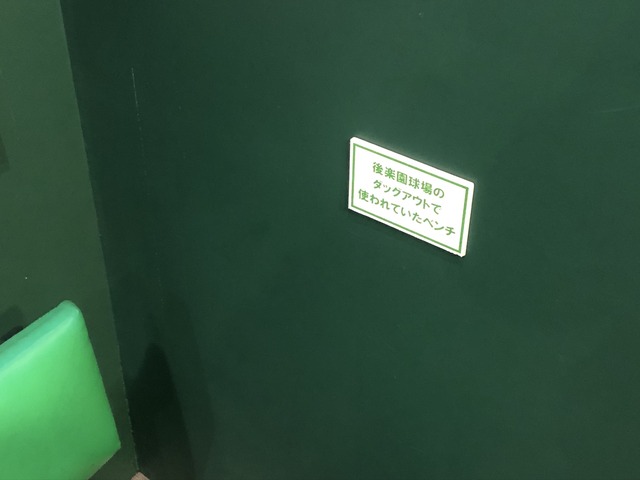 後楽園球場の
ダックアウトで
使われていたベンチ